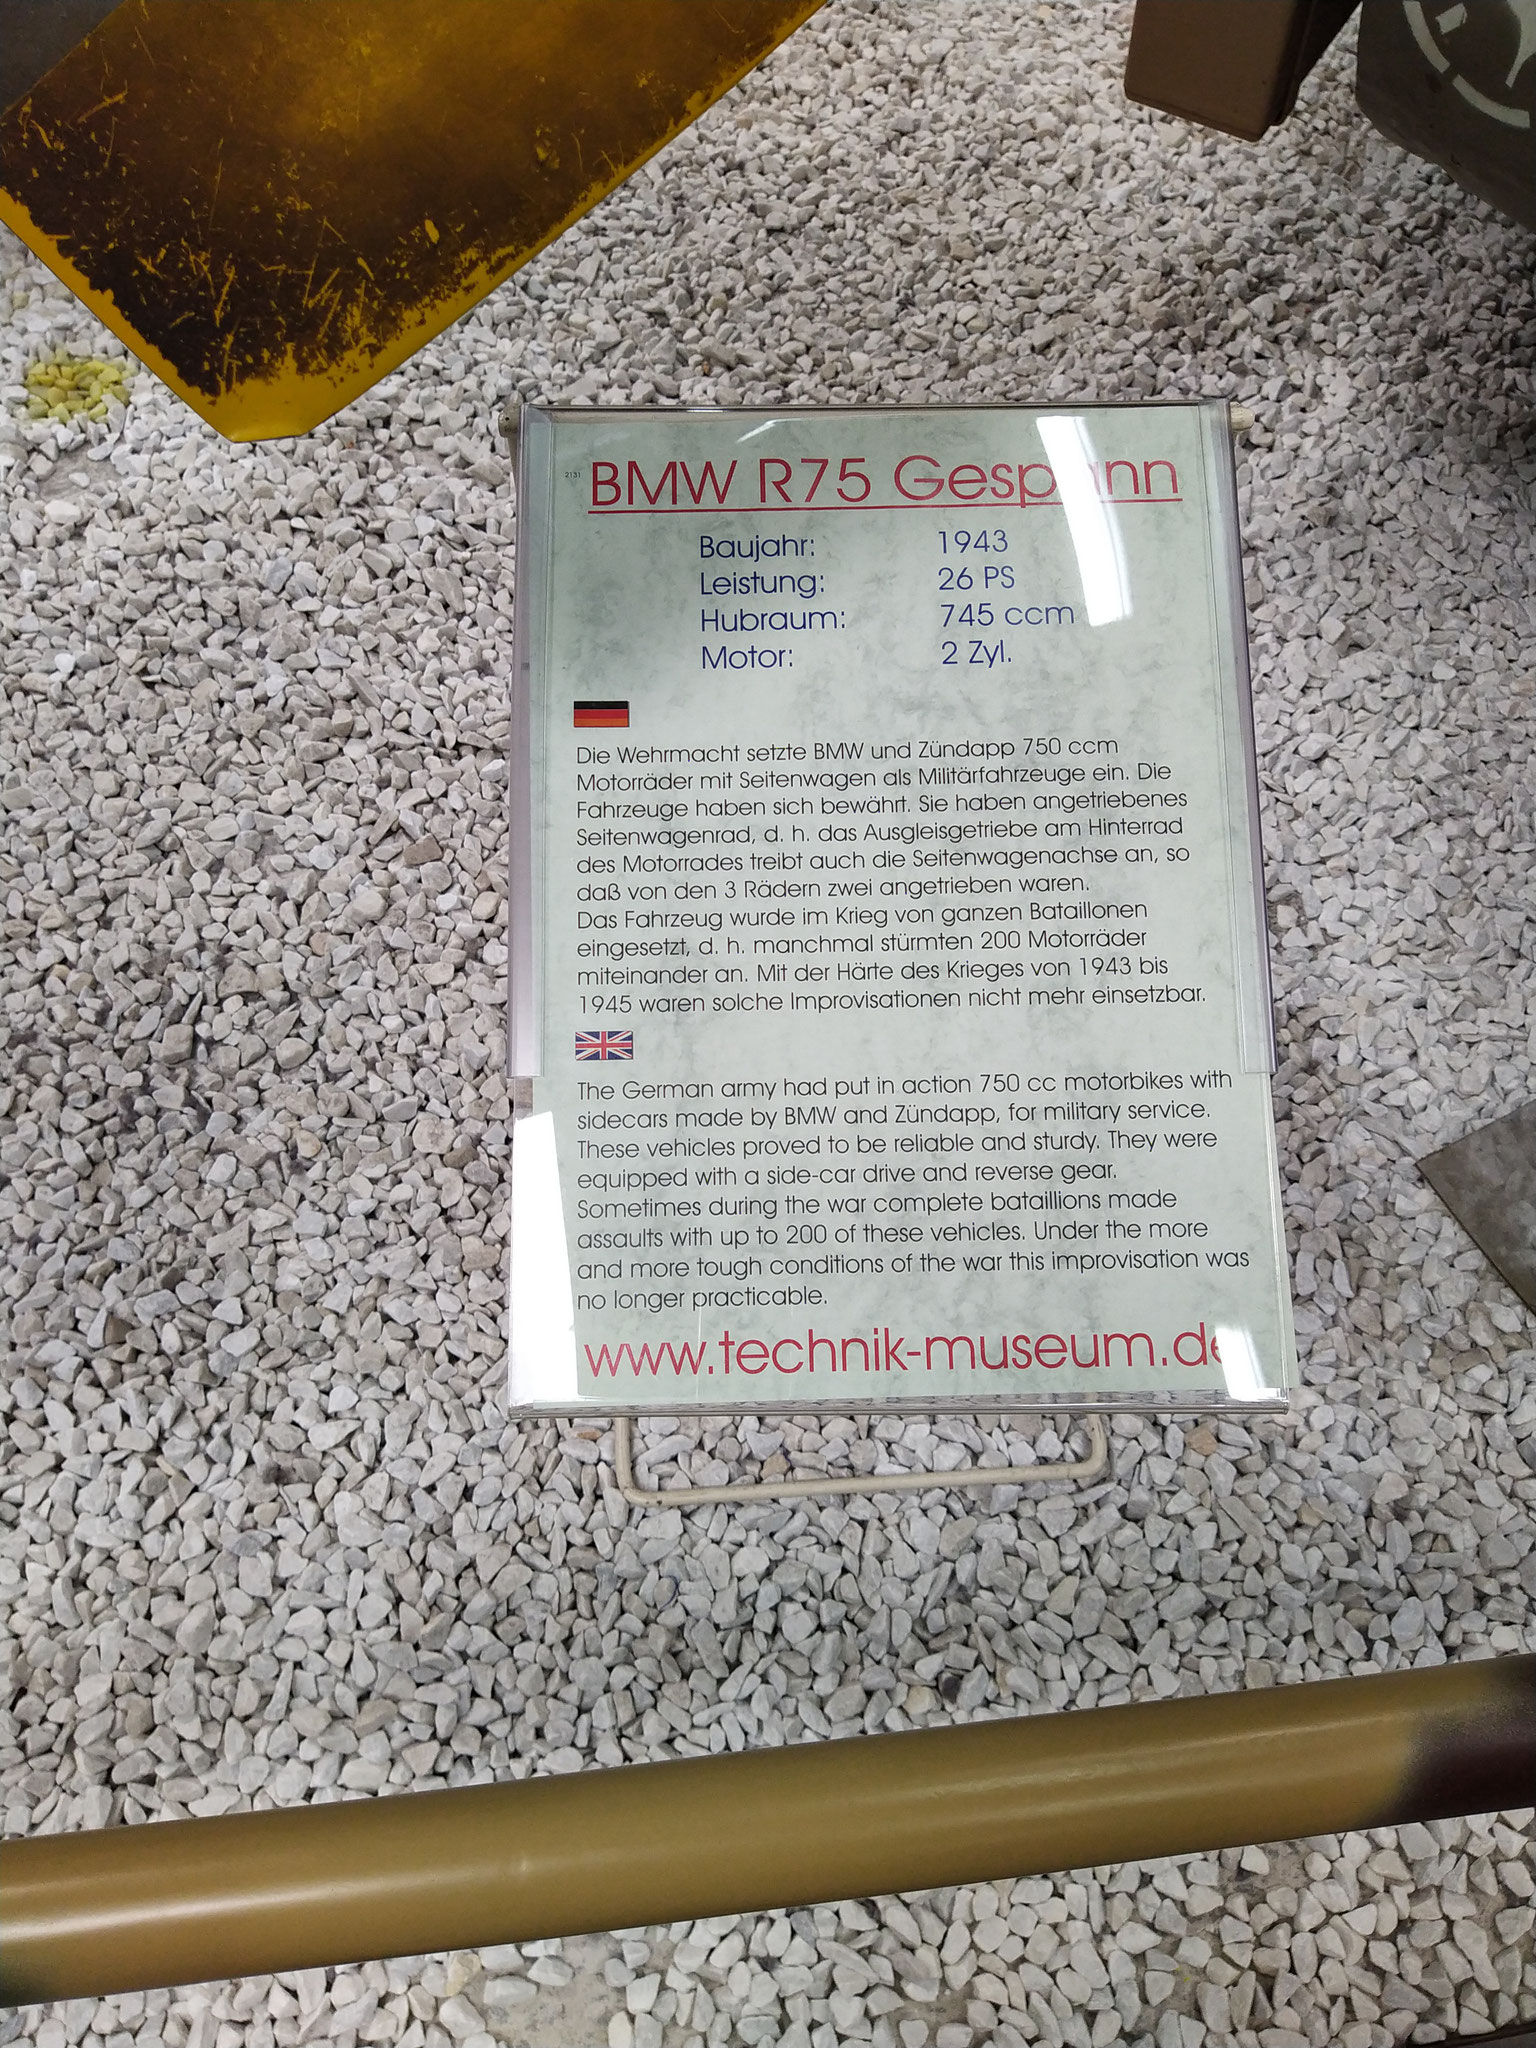 2131
BMW R75 Gespann
Baujahr: 1943
Leistung: 26 PS
Hubraum: 745 ccm
Motor: 2 Zyl.
Die Wehrmacht setzte BMW und Zündapp 750 ccm
Motorräder mit Seitenwagen als Militärfahrzeuge ein. Die
Fahrzeuge haben sich bewährt. Sie haben angetriebenes
Seitenwagenrad, d. h. das Ausgleisgetriebe am Hinterrad
des Motorrades treibt auch die Seitenwagenachse an, so
daß von den 3 Rädern zwei angetrieben waren.
Das Fahrzeug wurde im Krieg von ganzen Bataillonen
eingesetzt, d. h. manchmal stürmten 200 Motorräder
miteinander an. Mit der Härte des Krieges von 1943 bis
1945 waren solche Improvisationen nicht mehr einsetzbar.
The German army had put in action 750 cc motorbikes with
sidecars made by BMW and Zündapp, for military service.
These vehicles proved to be reliable and sturdy. They were
equipped with a side-car drive and reverse gear.
Sometimes during the war complete bataillions made
assaults with up to 200 of these vehicles. Under the more
and more tough conditions of the war this improvisation was
no longer practicable.
www.technik-museum.de